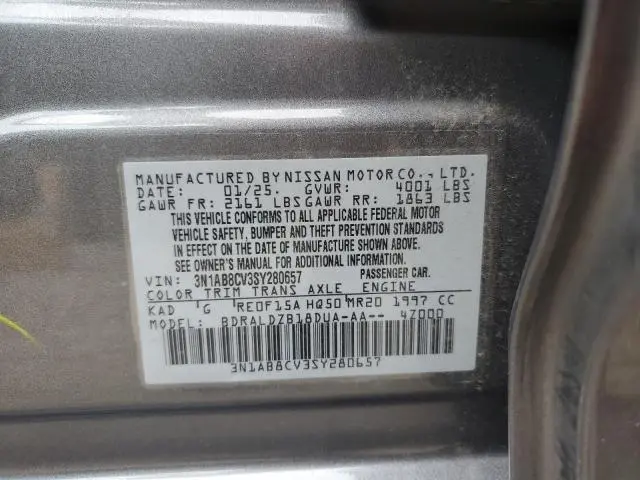 MANUFACTURED BY NISSAN MOTOR CO., LTD.
DATE: 01/25. GVWR: 4001 LBS
GAWR FR: 2161 LBS GAWR RR: 1863 LBS
THIS VEHICLE CONFORMS TO ALL APPLICABLE FEDERAL MOTOR
VEHICLE SAFETY, BUMPER AND THEFT PREVENTION STANDARDS
IN EFFECT ON THE DATE OF MANUFACTURE SHOWN ABOVE.
SEE OWNER'S MANUAL FOR ADDITIONAL INFORMATION.
VIN: 3N1AB8CV3SY280657 PASSENGER CAR.
COLOR TRIM TRANS AXLE ENGINE
KAD G RE0F15A HQ50 MR20 1997 CC
MODEL: BDRALDZB18DUA-AA-- 4Z000
3N1AB8CV3SY280657